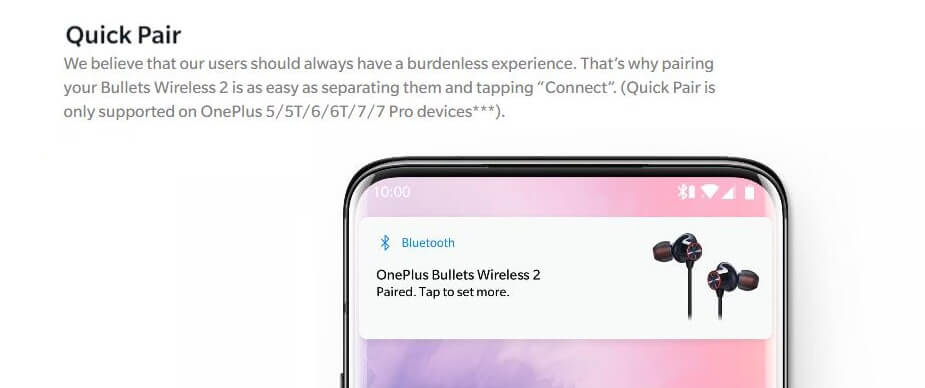 Quick Pair
We believe that our users should always have a burdenless experience. That’s why pairing
your Bullets Wireless 2 is as easy as separating them and tapping “Connect”. (Quick Pair is
only supported on OnePlus 5/5T/6/6T/7/7 Pro devices***).
10:00
Bluetooth
OnePlus Bullets Wireless 2
Paired. Tap to set more.